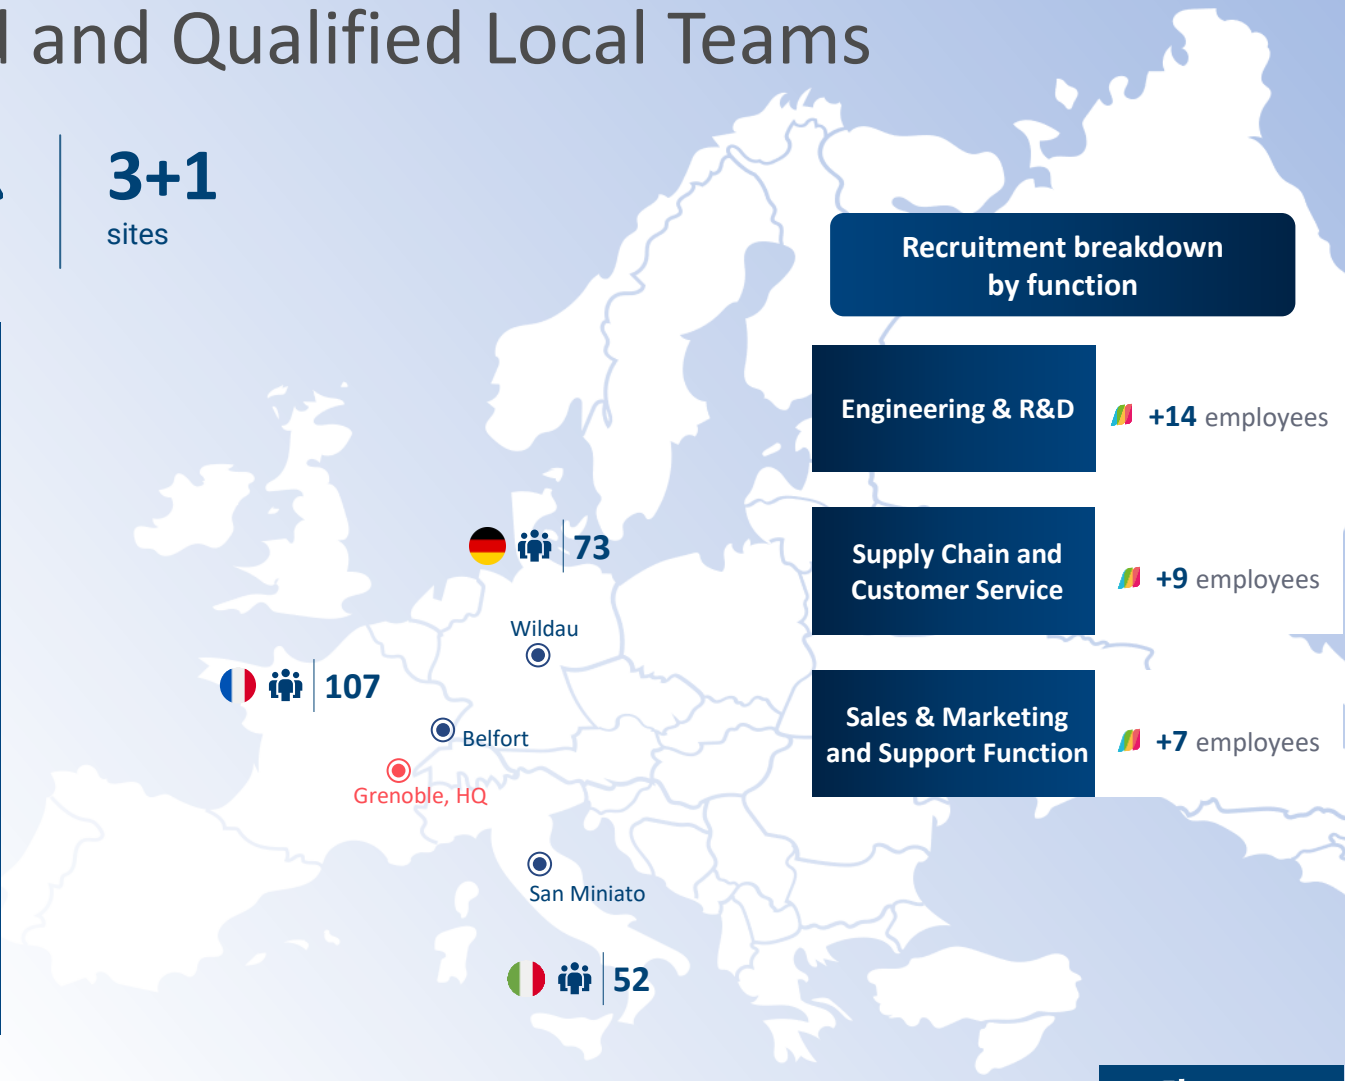 and Qualified Local Teams
3+1
sites
Recruitment breakdown
by function
Engineering & R&D
+14 employees
Supply Chain and
Customer Service
+9 employees
Sales & Marketing
and Support Function
+7 employees
73
Wildau
107
Belfort
Grenoble, HQ
San Miniato
52